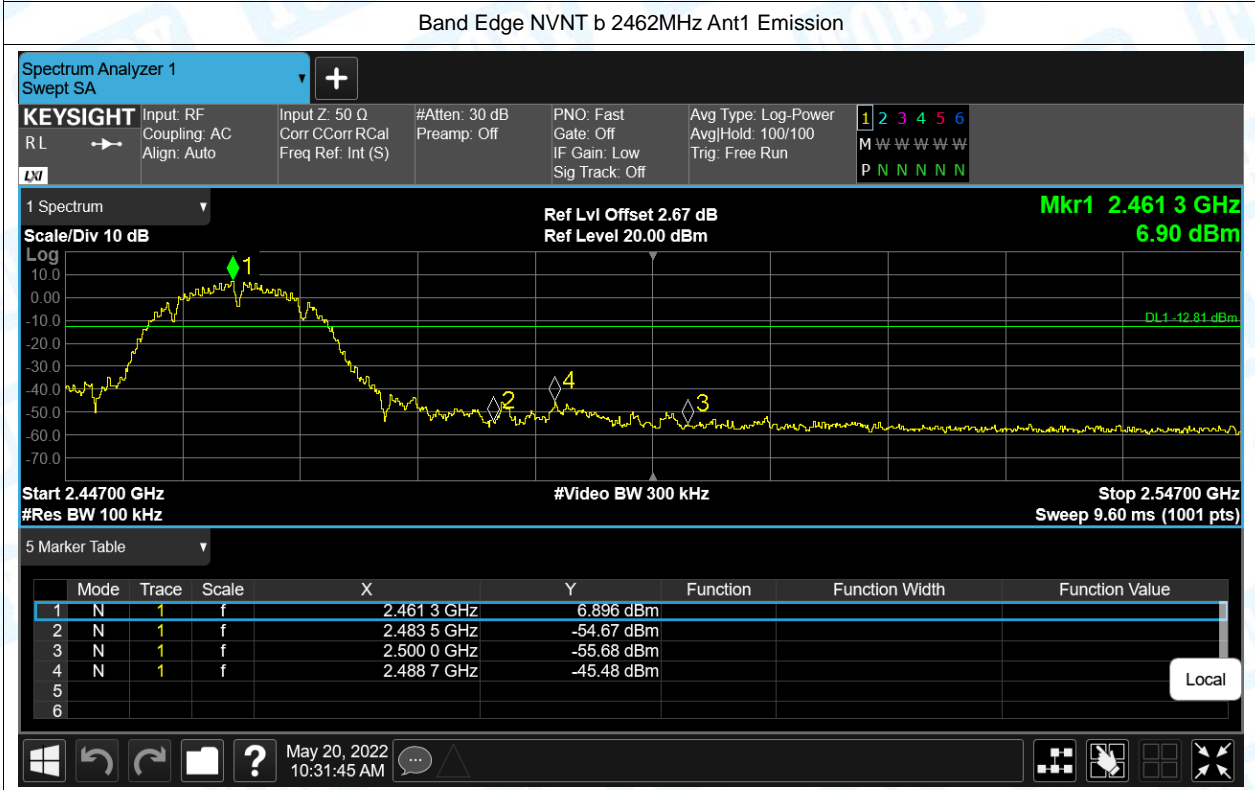 Band Edge NVNT b 2462MHz Ant1 Emission
Spectrum Analyzer 1
Swept SA
+
KEYSIGHT
RL
LXI
Input: RF
Coupling: AC
Align: Auto
Input Z: 50 Ω
Corr CCorr RCal
Freq Ref: Int (S)
#Atten: 30 dB
Preamp: Off
PNO: Fast
Gate: Off
IF Gain: Low
Sig Track: Off
Avg Type: Log-Power
Avg|Hold: 100/100
Trig: Free Run
1 2 3 4 5 6
M W W W W W
P N N N N N
1 Spectrum
Scale/Div 10 dB
Ref Lvl Offset 2.67 dB
Ref Level 20.00 dBm
Mkr1 2.461 3 GHz
6.90 dBm
Log
10.0
0.00
-10.0
-20.0
-30.0
-40.0
-50.0
-60.0
-70.0
1
2
4
3
DL1 -12.81 dBm
Start 2.44700 GHz
#Video BW 300 kHz
Stop 2.54700 GHz
#Res BW 100 kHz
Sweep 9.60 ms (1001 pts)
5 Marker Table
Mode Trace Scale X Y Function Function Width Function Value
1 N 1 f 2.461 3 GHz 6.896 dBm
2 N 1 f 2.483 5 GHz -54.67 dBm
3 N 1 f 2.500 0 GHz -55.68 dBm
4 N 1 f 2.488 7 GHz -45.48 dBm
5
6
Local
?
May 20, 2022
10:31:45 AM